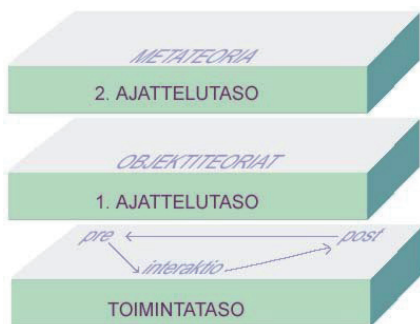 METATEORIA
2. AJATTELUTASO
OBJEKTITEORIAT
1. AJATTELUTASO
pre post
interaktio
TOIMINTATASO